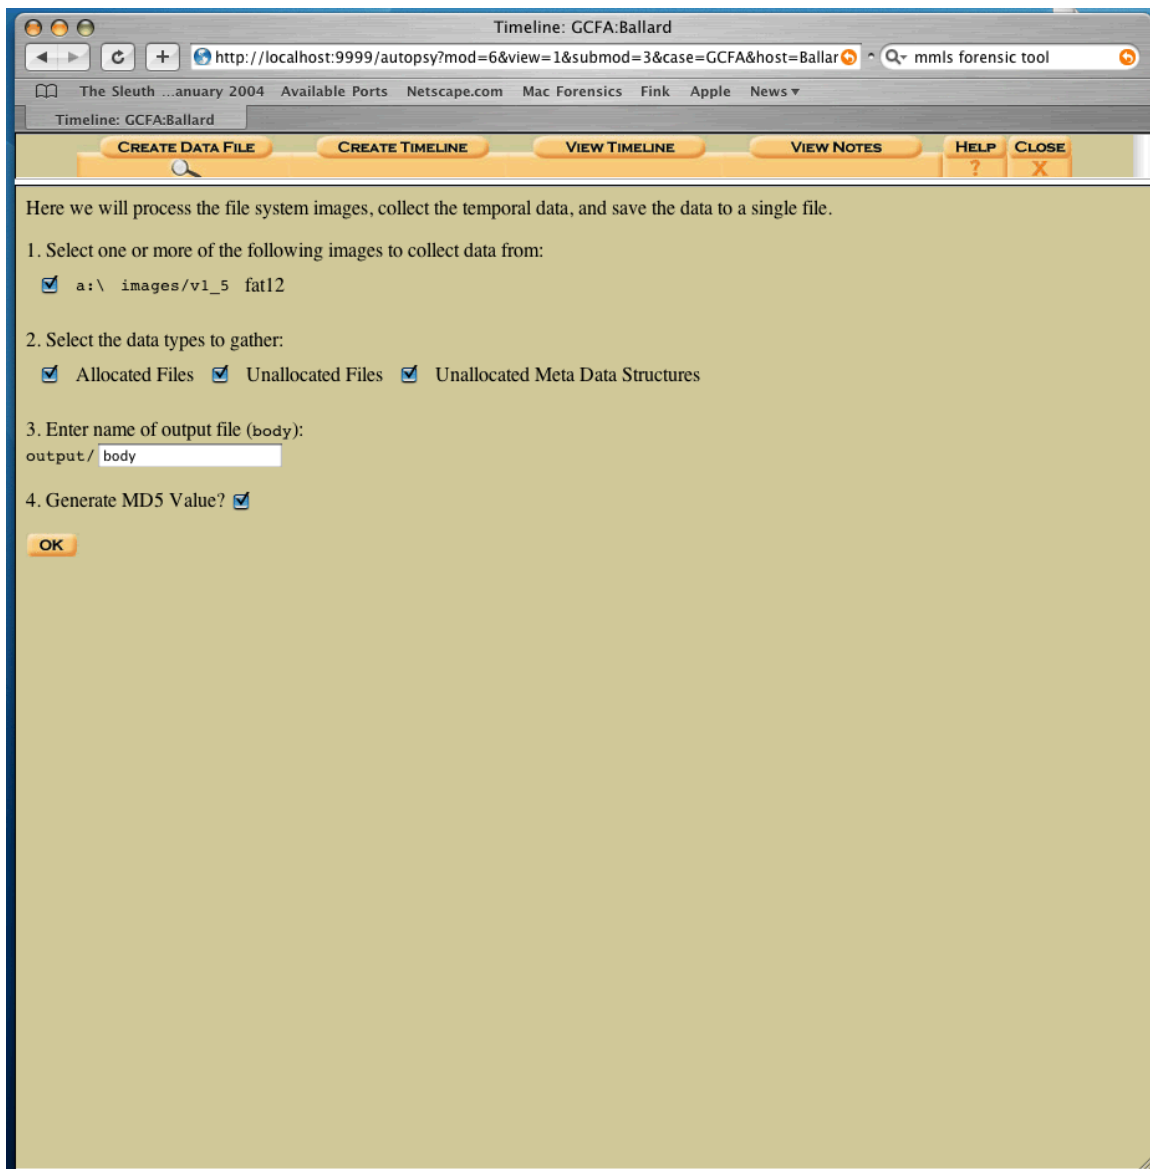 Timeline: GCFA:Ballard
http://localhost:9999/autopsy?mod=6&view=1&submod=3&case=GCFA&host=Ballar mmls forensic tool
The Sleuth ...anuary 2004 Available Ports Netscape.com Mac Forensics Fink Apple News
Timeline: GCFA:Ballard
CREATE DATA FILE CREATE TIMELINE VIEW TIMELINE VIEW NOTES HELP CLOSE
? X
Here we will process the file system images, collect the temporal data, and save the data to a single file.
1. Select one or more of the following images to collect data from:
a:\ images/v1_5 fat12
2. Select the data types to gather:
Allocated Files Unallocated Files Unallocated Meta Data Structures
3. Enter name of output file (body):
output/ body
4. Generate MD5 Value?
OK